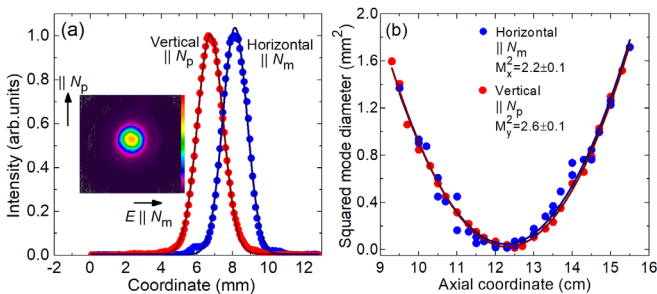 (a)
Vertical
|| Np
Horizontal
|| Nm
|| Np
E || Nm
1.0
0.8
0.6
0.4
0.2
0.0
Intensity (arb.units)
0 2 4 6 8 10 12
Coordinate (mm)
(b)
Horizontal
|| Nm
Mx²=2.2±0.1
Vertical
|| Np
My²=2.6±0.1
2.0
1.6
1.2
0.8
0.4
0.0
Squared mode diameter (mm²)
9 10 11 12 13 14 15 16
Axial coordinate (cm)